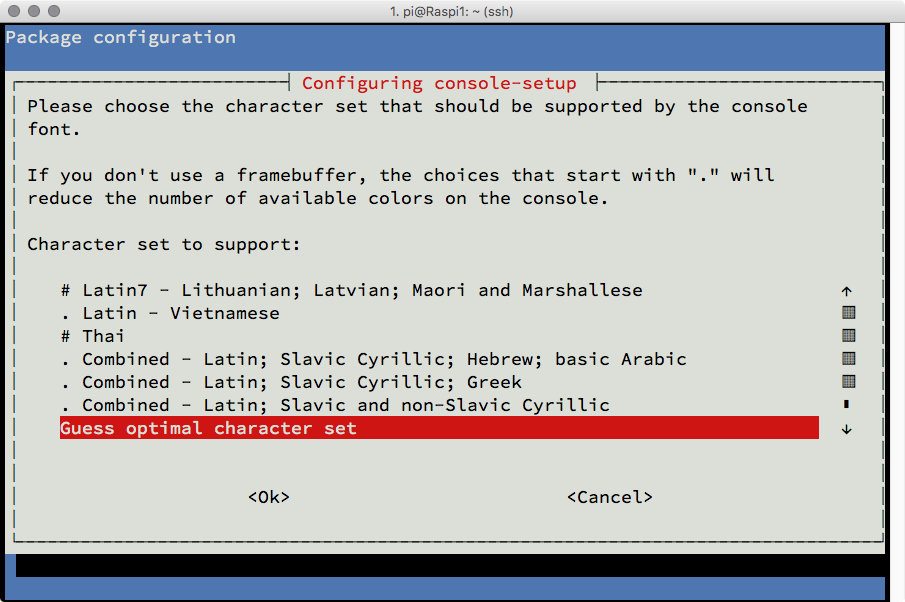 1. pi@Raspi1: ~ (ssh)
Package configuration
Configuring console-setup
Please choose the character set that should be supported by the console
font.
If you don't use a framebuffer, the choices that start with "." will
reduce the number of available colors on the console.
Character set to support:
# Latin7 - Lithuanian; Latvian; Maori and Marshallese
. Latin - Vietnamese
# Thai
. Combined - Latin; Slavic Cyrillic; Hebrew; basic Arabic
. Combined - Latin; Slavic Cyrillic; Greek
. Combined - Latin; Slavic and non-Slavic Cyrillic
Guess optimal character set
<Ok> <Cancel>